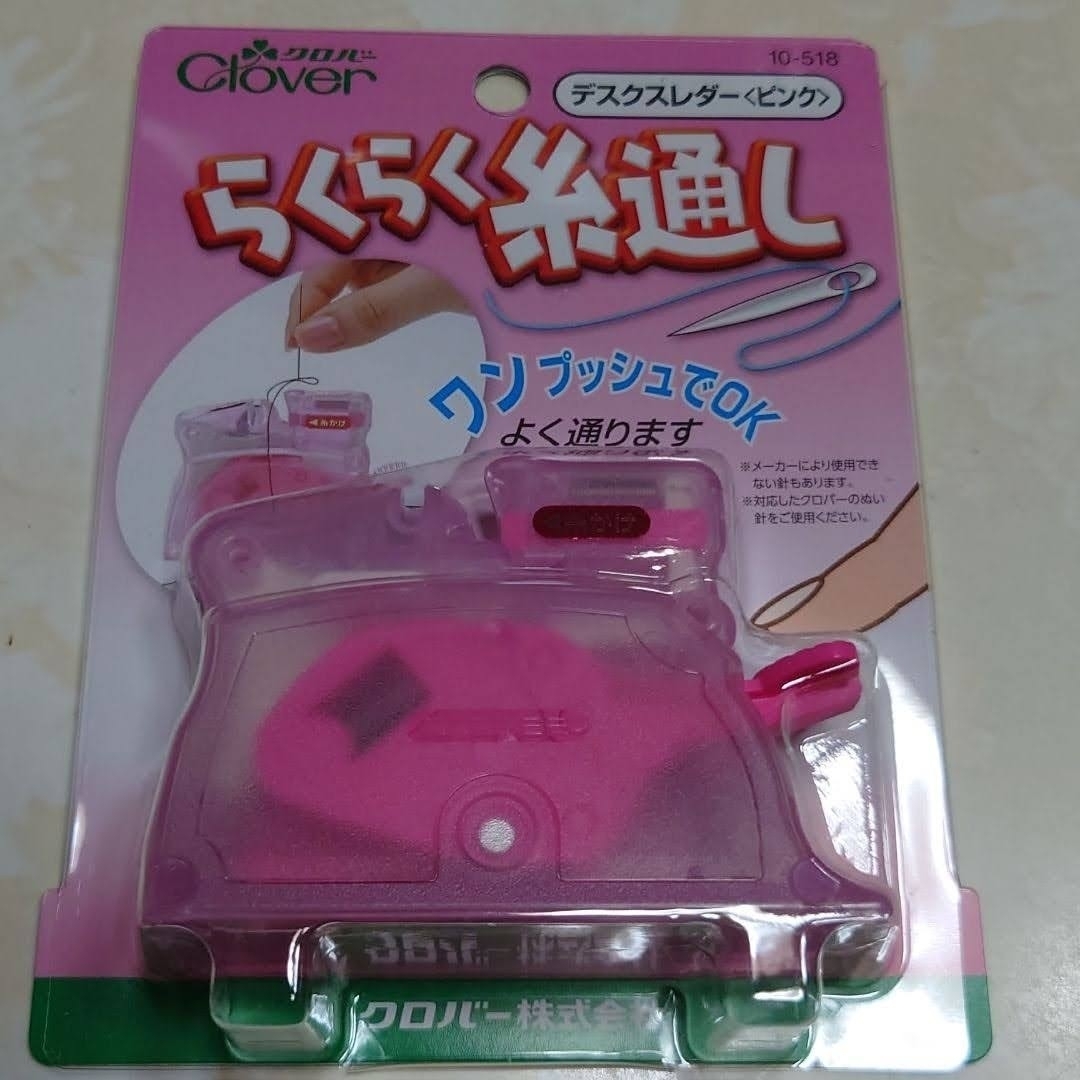 クロバー
Clover
10-518
デスクスレダー〈ピンク〉
らくらく糸通し
ワンプッシュでOK
よく通ります
◀糸かけ
※メーカーにより使用でき
ない針もあります。
※対応したクロバーのぬい
針をご使用ください。
クロバー株式会